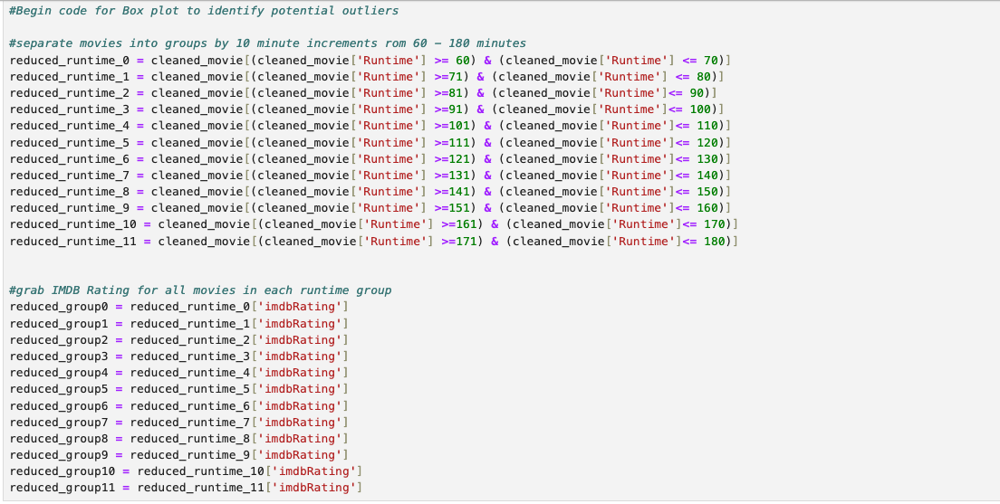 #Begin code for Box plot to identify potential outliers
#separate movies into groups by 10 minute increments rom 60 - 180 minutes
reduced_runtime_0 = cleaned_movie[(cleaned_movie['Runtime'] >= 60) & (cleaned_movie['Runtime'] <= 70)]
reduced_runtime_1 = cleaned_movie[(cleaned_movie['Runtime'] >=71) & (cleaned_movie['Runtime'] <= 80)]
reduced_runtime_2 = cleaned_movie[(cleaned_movie['Runtime'] >=81) & (cleaned_movie['Runtime']<= 90)]
reduced_runtime_3 = cleaned_movie[(cleaned_movie['Runtime'] >=91) & (cleaned_movie['Runtime']<= 100)]
reduced_runtime_4 = cleaned_movie[(cleaned_movie['Runtime'] >=101) & (cleaned_movie['Runtime']<= 110)]
reduced_runtime_5 = cleaned_movie[(cleaned_movie['Runtime'] >=111) & (cleaned_movie['Runtime']<= 120)]
reduced_runtime_6 = cleaned_movie[(cleaned_movie['Runtime'] >=121) & (cleaned_movie['Runtime']<= 130)]
reduced_runtime_7 = cleaned_movie[(cleaned_movie['Runtime'] >=131) & (cleaned_movie['Runtime']<= 140)]
reduced_runtime_8 = cleaned_movie[(cleaned_movie['Runtime'] >=141) & (cleaned_movie['Runtime']<= 150)]
reduced_runtime_9 = cleaned_movie[(cleaned_movie['Runtime'] >=151) & (cleaned_movie['Runtime']<= 160)]
reduced_runtime_10 = cleaned_movie[(cleaned_movie['Runtime'] >=161) & (cleaned_movie['Runtime']<= 170)]
reduced_runtime_11 = cleaned_movie[(cleaned_movie['Runtime'] >=171) & (cleaned_movie['Runtime']<= 180)]
#grab IMDB Rating for all movies in each runtime group
reduced_group0 = reduced_runtime_0['imdbRating']
reduced_group1 = reduced_runtime_1['imdbRating']
reduced_group2 = reduced_runtime_2['imdbRating']
reduced_group3 = reduced_runtime_3['imdbRating']
reduced_group4 = reduced_runtime_4['imdbRating']
reduced_group5 = reduced_runtime_5['imdbRating']
reduced_group6 = reduced_runtime_6['imdbRating']
reduced_group7 = reduced_runtime_7['imdbRating']
reduced_group8 = reduced_runtime_8['imdbRating']
reduced_group9 = reduced_runtime_9['imdbRating']
reduced_group10 = reduced_runtime_10['imdbRating']
reduced_group11 = reduced_runtime_11['imdbRating']